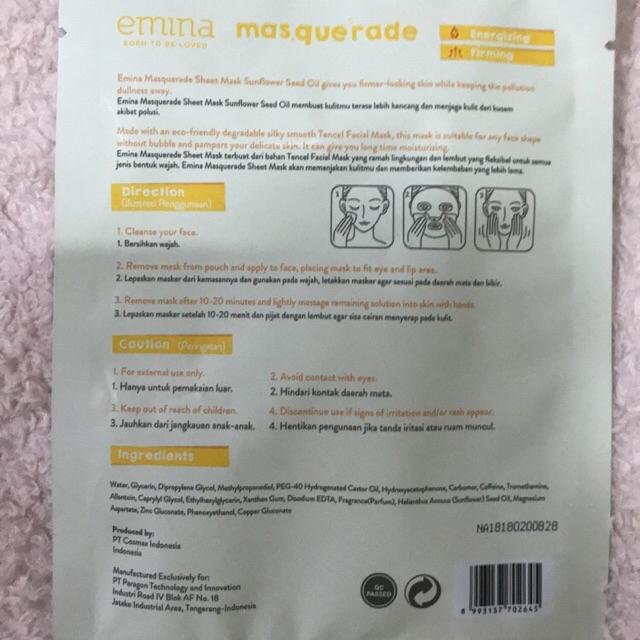 emina
BORN TO BE LOVED
masquerade
Energizing
Firming
Emina Masquerade Sheet Mask Sunflower Seed Oil gives you firmer-looking skin while keeping the pollution
dullness away.
Emina Masquerade Sheet Mask Sunflower Seed Oil membuat kulitmu terasa lebih kencang dan menjaga kulit dari kusam
akibat polusi.
Made with an eco-friendly degradable silky smooth Tencel Facial Mask, this mask is suitable for any face shape
without bubble and pampers your delicate skin. It can give you long time moisturizing.
Emina Masquerade Sheet Mask terbuat dari bahan Tencel Facial Mask yang ramah lingkungan dan lembut yang fleksibel untuk semua
jenis bentuk wajah. Emina Masquerade Sheet Mask akan memanjakan kulitmu dan memberikan kelembaban yang lebih lama.
Direction
(Ilustrasi Penggunaan)
1. Cleanse your face.
1. Bersihkan wajah.
2. Remove mask from pouch and apply to face, placing mask to fit eye and lip area.
2. Lepaskan masker dari kemasannya dan gunakan pada wajah, letakkan masker agar sesuai pada daerah mata dan bibir.
3. Remove mask after 10-20 minutes and lightly massage remaining solution into skin with hands.
3. Lepaskan masker setelah 10-20 menit dan pijat dengan lembut agar sisa cairan menyerap pada kulit.
Caution (Peringatan)
1. For external use only.
1. Hanya untuk pemakaian luar.
2. Avoid contact with eyes.
2. Hindari kontak daerah mata.
3. Keep out of reach of children.
3. Jauhkan dari jangkauan anak-anak.
4. Discontinue use if signs of irritation and/or rash appear.
4. Hentikan pengunaan jika tanda iritasi atau ruam muncul.
Ingredients
Water, Glycerin, Dipropylene Glycol, Methylpropanediol, PEG-40 Hydrogenated Castor Oil, Hydroxyacetophenone, Carbomer, Caffeine, Tromethamine,
Allantoin, Caprylyl Glycol, Ethylhexylglycerin, Xanthan Gum, Disodium EDTA, Fragrance(Parfum), Helianthus Annuus (Sunflower) Seed Oil, Magnesium
Aspartate, Zinc Gluconate, Phenoxyethanol, Copper Gluconate
NA18180200828
Produced by:
PT Cosmax Indonesia
Indonesia
Manufactured Exclusively for:
PT Paragon Technology and Innovation
Industri Road IV Blok AF No. 18
Jatake Industrial Area, Tangerang-Indonesia
QC
PASSED
8 993137 702645